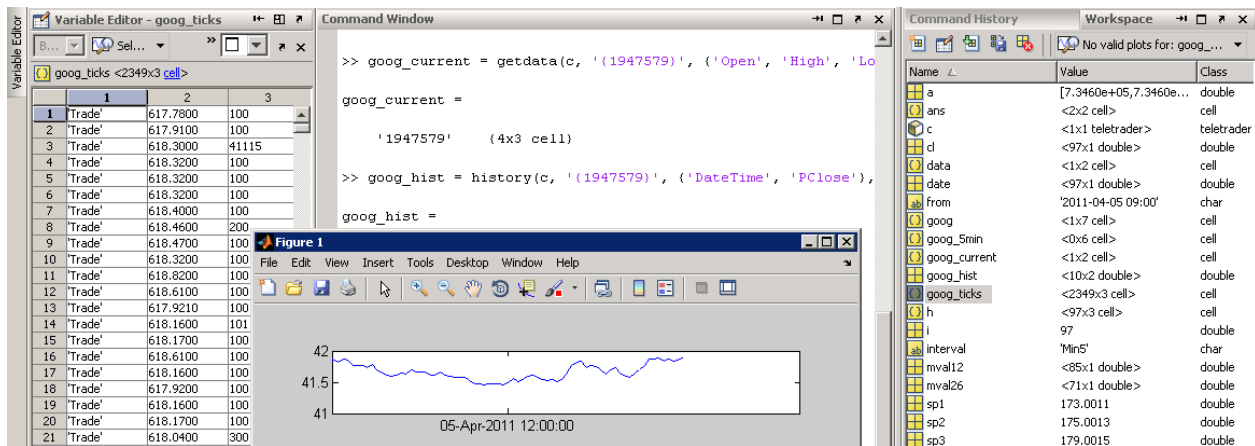 Variable Editor
Variable Editor - goog_ticks
B...
Sel...
»
goog_ticks <2349x3 cell>
1 2 3
1 'Trade' 617.7800 100
2 'Trade' 617.9100 100
3 'Trade' 618.3000 41115
4 'Trade' 618.3200 100
5 'Trade' 618.3200 100
6 'Trade' 618.3200 100
7 'Trade' 618.4000 100
8 'Trade' 618.4600 200
9 'Trade' 618.4700 100
10 'Trade' 618.3200 100
11 'Trade' 618.8200 100
12 'Trade' 618.6100 100
13 'Trade' 617.9210 100
14 'Trade' 618.1600 101
15 'Trade' 618.1700 100
16 'Trade' 618.6100 100
17 'Trade' 618.1600 100
18 'Trade' 617.9200 100
19 'Trade' 618.1600 100
20 'Trade' 618.1700 100
21 'Trade' 618.0400 300
Command Window
>> goog_current = getdata(c, '{1947579}', {'Open', 'High', 'Lo
goog_current =
'1947579' {4x3 cell}
>> goog_hist = history(c, '{1947579}', {'DateTime', 'PClose'},
goog_hist =
Figure 1
File Edit View Insert Tools Desktop Window Help
42
41.5
41
05-Apr-2011 12:00:00
Command History
Workspace
No valid plots for: goog_...
Name Value Class
a [7.3460e+05,7.3460e... double
ans <2x2 cell> cell
c <1x1 teletrader> teletrader
cl <97x1 double> double
data <1x2 cell> cell
date <97x1 double> double
from '2011-04-05 09:00' char
goog <1x7 cell> cell
goog_5min <0x6 cell> cell
goog_current <1x2 cell> cell
goog_hist <10x2 double> double
goog_ticks <2349x3 cell> cell
h <97x3 cell> cell
i 97 double
interval 'Min5' char
mval12 <85x1 double> double
mval26 <71x1 double> double
sp1 173.0011 double
sp2 175.0013 double
sp3 179.0015 double